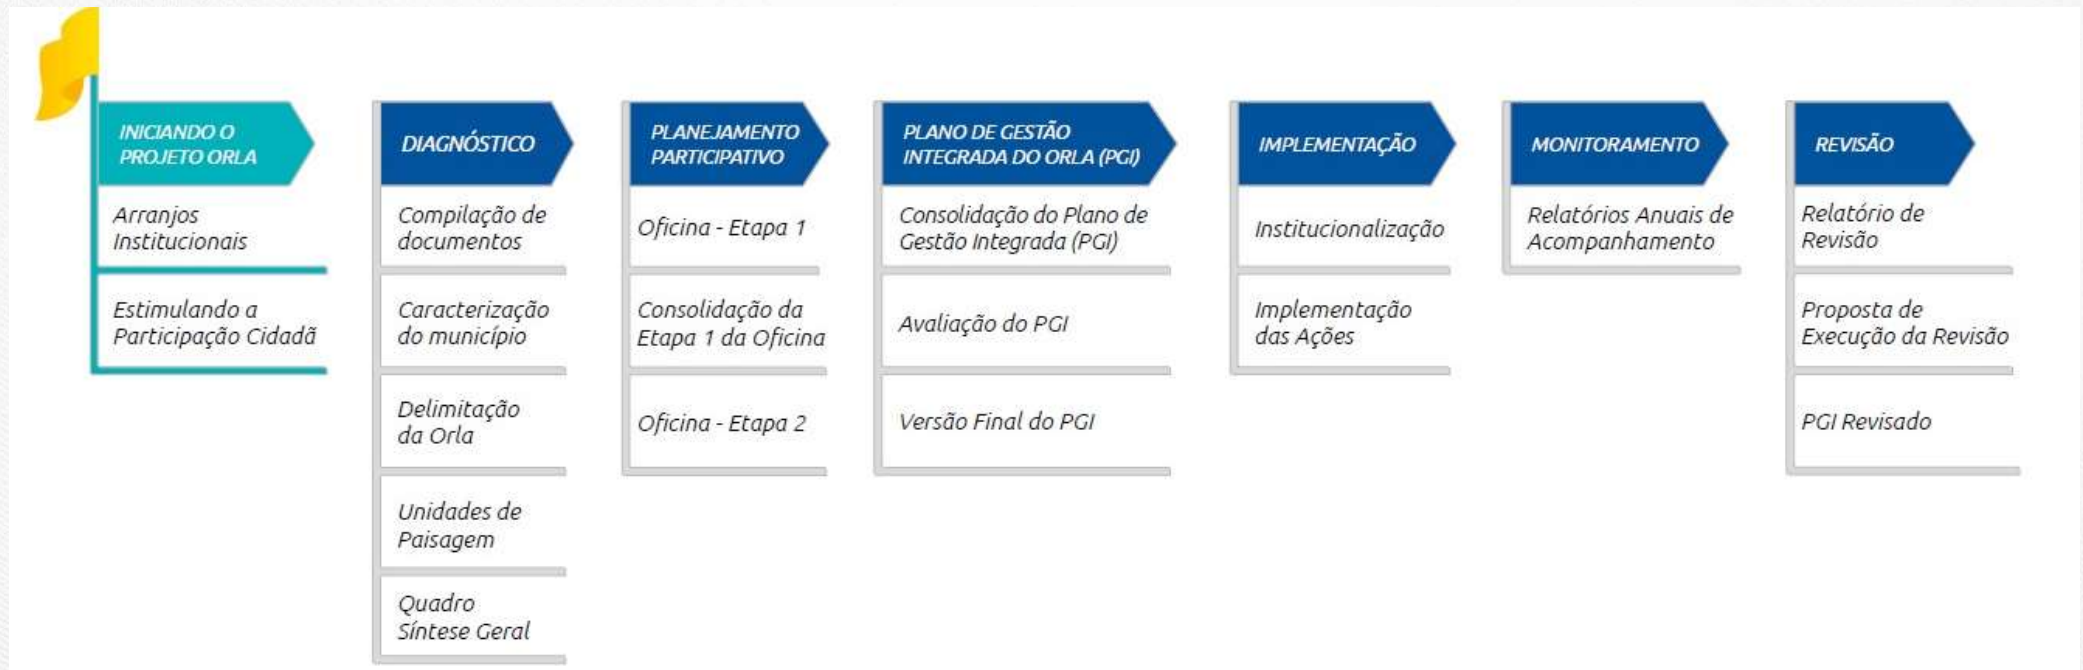 INICIANDO O
PROJETO ORLA
Arranjos
Institucionais
Estimulando a
Participação Cidadã
DIAGNÓSTICO
Compilação de
documentos
Caracterização
do município
Delimitação
da Orla
Unidades de
Paisagem
Quadro
Síntese Geral
PLANEJAMENTO
PARTICIPATIVO
Oficina - Etapa 1
Consolidação da
Etapa 1 da Oficina
Oficina - Etapa 2
PLANO DE GESTÃO
INTEGRADA DO ORLA (PGI)
Consolidação do Plano de
Gestão Integrada (PGI)
Avaliação do PGI
Versão Final do PGI
IMPLEMENTAÇÃO
Institucionalização
Implementação
das Ações
MONITORAMENTO
Relatórios Anuais de
Acompanhamento
REVISÃO
Relatório de
Revisão
Proposta de
Execução da Revisão
PGI Revisado